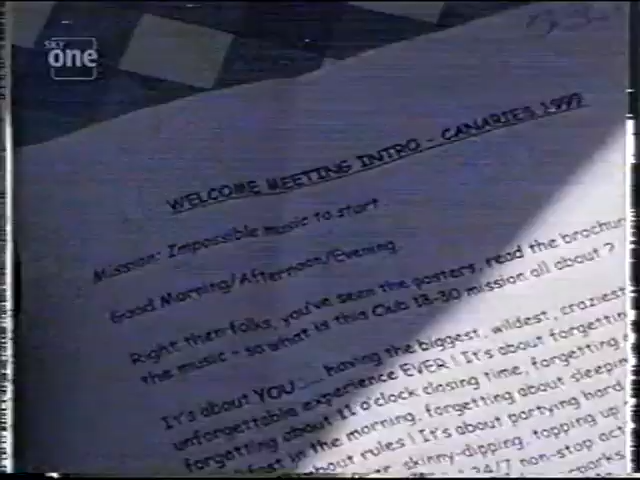 sky
one
WELCOME MEETING INTRO - CANARIES 1999
Mission: Impossible music to start
Good Morning/Afternoon/Evening.
Right then folks, you've seen the posters, read the brochur
the music - so what is this Club 18-30 mission all about ?
It's about YOU.... having the biggest, wildest, craziest
unforgettable experience EVER! It's about forgettin
forgetting about 11 o'clock closing time, forgetting
fast in the morning, forgetting about sleepin
about rules! It's about partying hard
skinny-dipping, topping up
24/7 non-stop